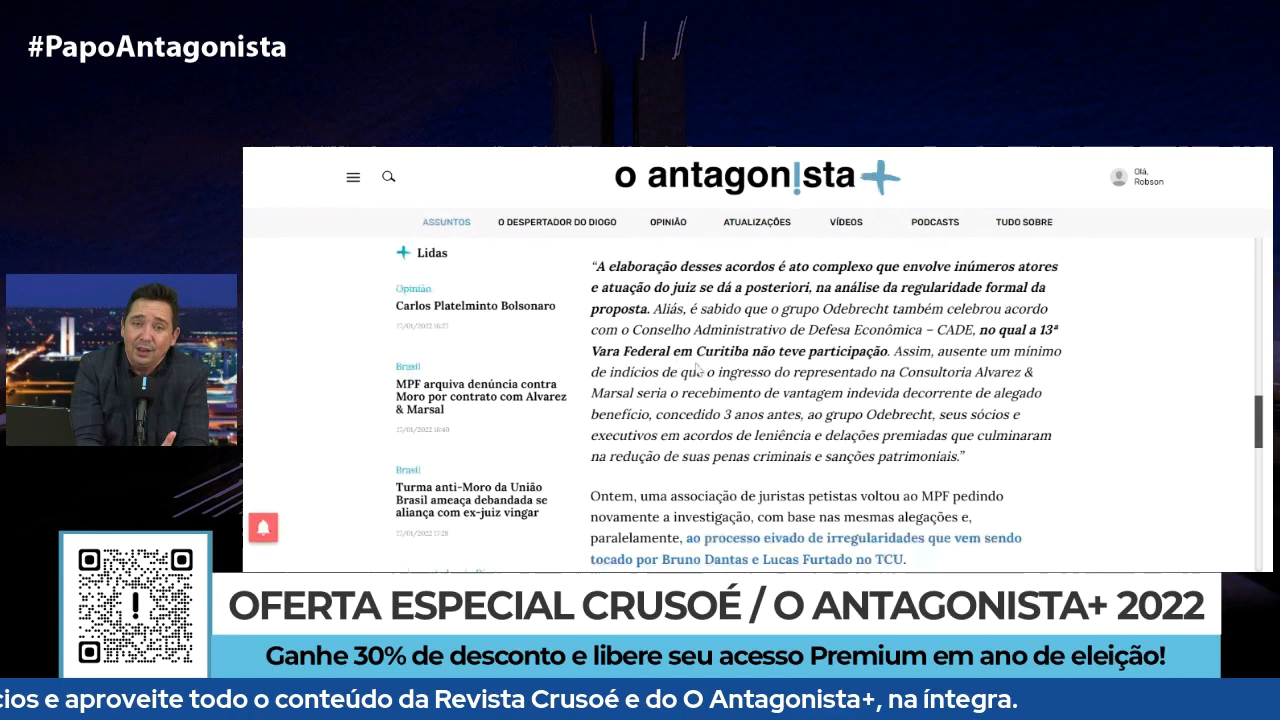 #PapoAntagonista
o antagon!sta+
Olá,
Robson
ASSUNTOS
O DESPERTADOR DO DIOGO
OPINIÃO
ATUALIZAÇÕES
VÍDEOS
PODCASTS
TUDO SOBRE
+ Lidas
Opinião
Carlos Platelminto Bolsonaro
17/01/2022 16:27
Brasil
MPF arquiva denúncia contra
Moro por contrato com Alvarez
& Marsal
17/01/2022 16:40
Brasil
Turma anti-Moro da União
Brasil ameaça debandada se
aliança com ex-juiz vingar
17/01/2022 17:28
“A elaboração desses acordos é ato complexo que envolve inúmeros atores
e atuação do juiz se dá a posteriori, na análise da regularidade formal da
proposta. Aliás, é sabido que o grupo Odebrecht também celebrou acordo
com o Conselho Administrativo de Defesa Econômica – CADE, no qual a 13ª
Vara Federal em Curitiba não teve participação. Assim, ausente um mínimo
de indícios de que o ingresso do representado na Consultoria Alvarez &
Marsal seria o recebimento de vantagem indevida decorrente de alegado
benefício, concedido 3 anos antes, ao grupo Odebrecht, seus sócios e
executivos em acordos de leniência e delações premiadas que culminaram
na redução de suas penas criminais e sanções patrimoniais.”
Ontem, uma associação de juristas petistas voltou ao MPF pedindo
novamente a investigação, com base nas mesmas alegações e,
paralelamente, ao processo eivado de irregularidades que vem sendo
tocado por Bruno Dantas e Lucas Furtado no TCU.
OFERTA ESPECIAL CRUSOÉ / O ANTAGONISTA+ 2022
Ganhe 30% de desconto e libere seu acesso Premium em ano de eleição!
cios e aproveite todo o conteúdo da Revista Crusoé e do O Antagonista+, na íntegra.